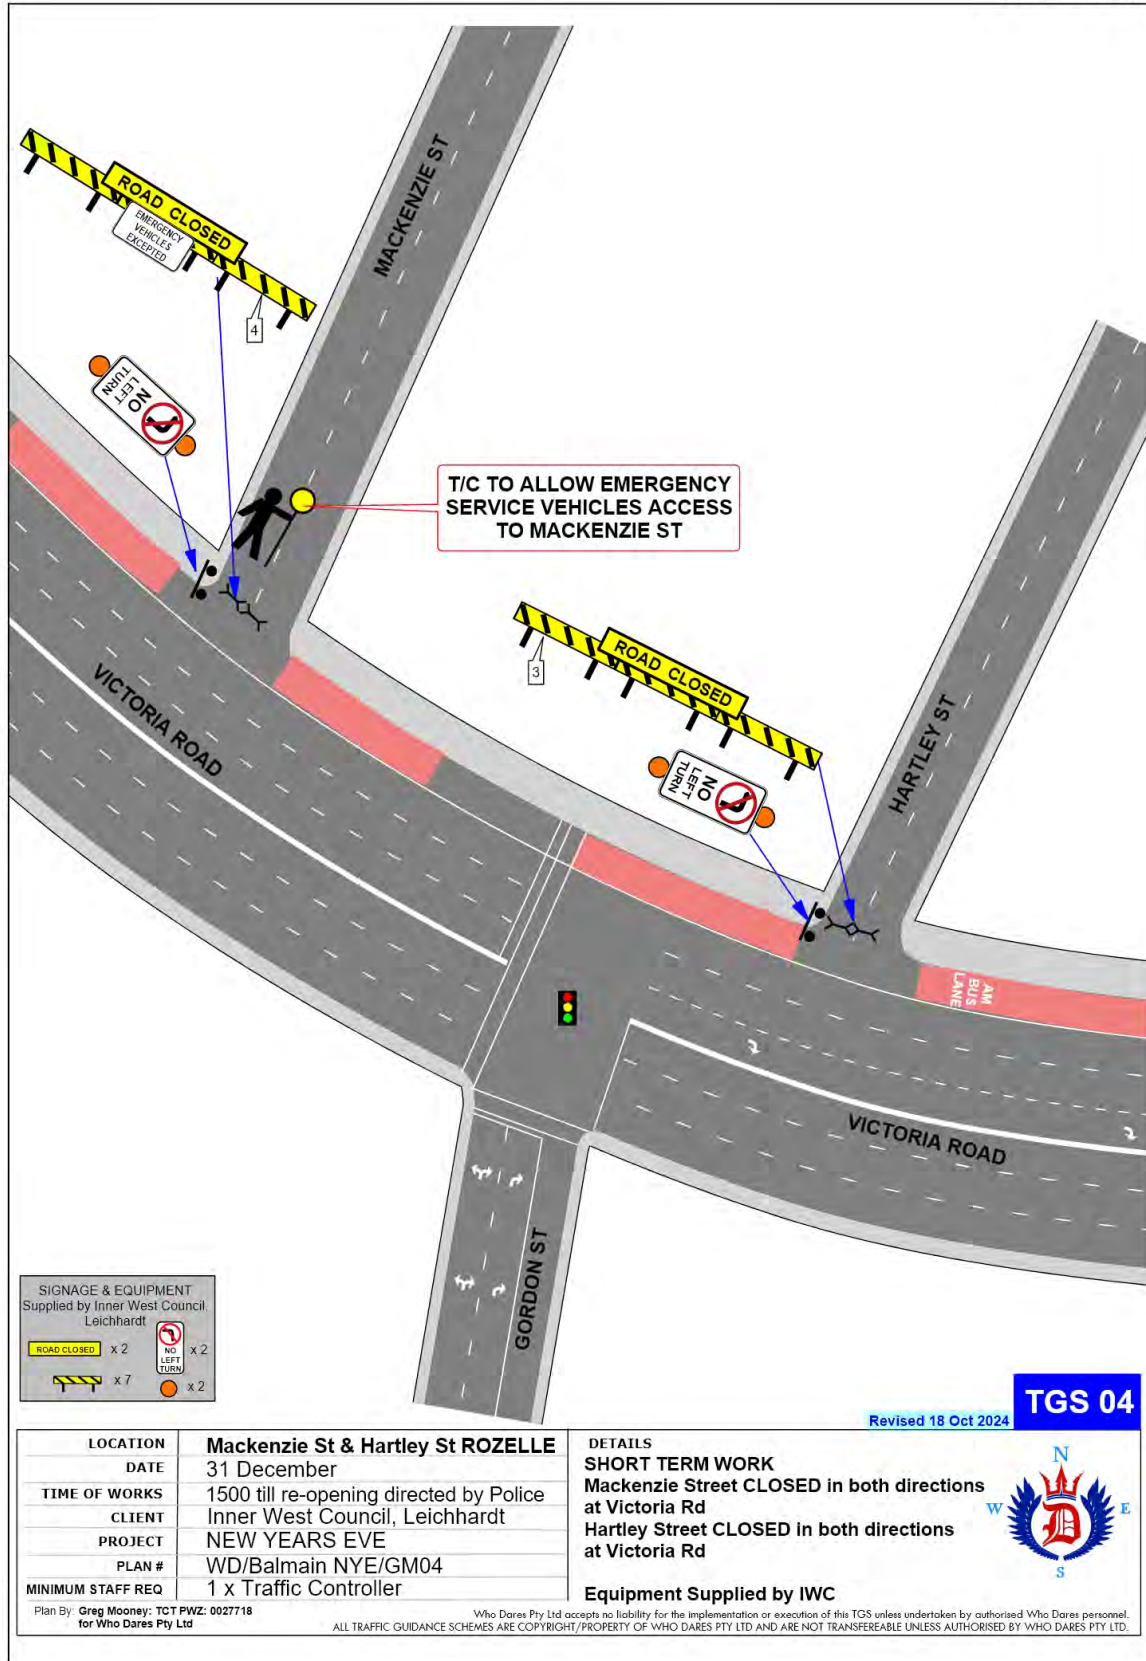 MACKENZIE ST
ROAD CLOSED
EMERGENCY
VEHICLES
EXCEPTED
4
NO
LEFT
TURN
T/C TO ALLOW EMERGENCY
SERVICE VEHICLES ACCESS
TO MACKENZIE ST
ROAD CLOSED
3
NO
LEFT
TURN
HARTLEY ST
VICTORIA ROAD
AM
BUS
LANE
VICTORIA ROAD
GORDON ST
SIGNAGE & EQUIPMENT
Supplied by Inner West Council,
Leichhardt
ROAD CLOSED x 2
NO
LEFT
TURN
x 2
x 7
x 2
TGS 04
Revised 18 Oct 2024
LOCATION Mackenzie St & Hartley St ROZELLE
DATE 31 December
TIME OF WORKS 1500 till re-opening directed by Police
CLIENT Inner West Council, Leichhardt
PROJECT NEW YEARS EVE
PLAN # WD/Balmain NYE/GM04
MINIMUM STAFF REQ 1 x Traffic Controller
DETAILS
SHORT TERM WORK
Mackenzie Street CLOSED in both directions
at Victoria Rd
Hartley Street CLOSED in both directions
at Victoria Rd
Equipment Supplied by IWC
N
W
D
E
S
Plan By: Greg Mooney: TCT PWZ: 0027718
for Who Dares Pty Ltd
Who Dares Pty Ltd accepts no liability for the implementation or execution of this TGS unless undertaken by authorised Who Dares personnel.
ALL TRAFFIC GUIDANCE SCHEMES ARE COPYRIGHT/PROPERTY OF WHO DARES PTY LTD AND ARE NOT TRANSFEREABLE UNLESS AUTHORISED BY WHO DARES PTY LTD.